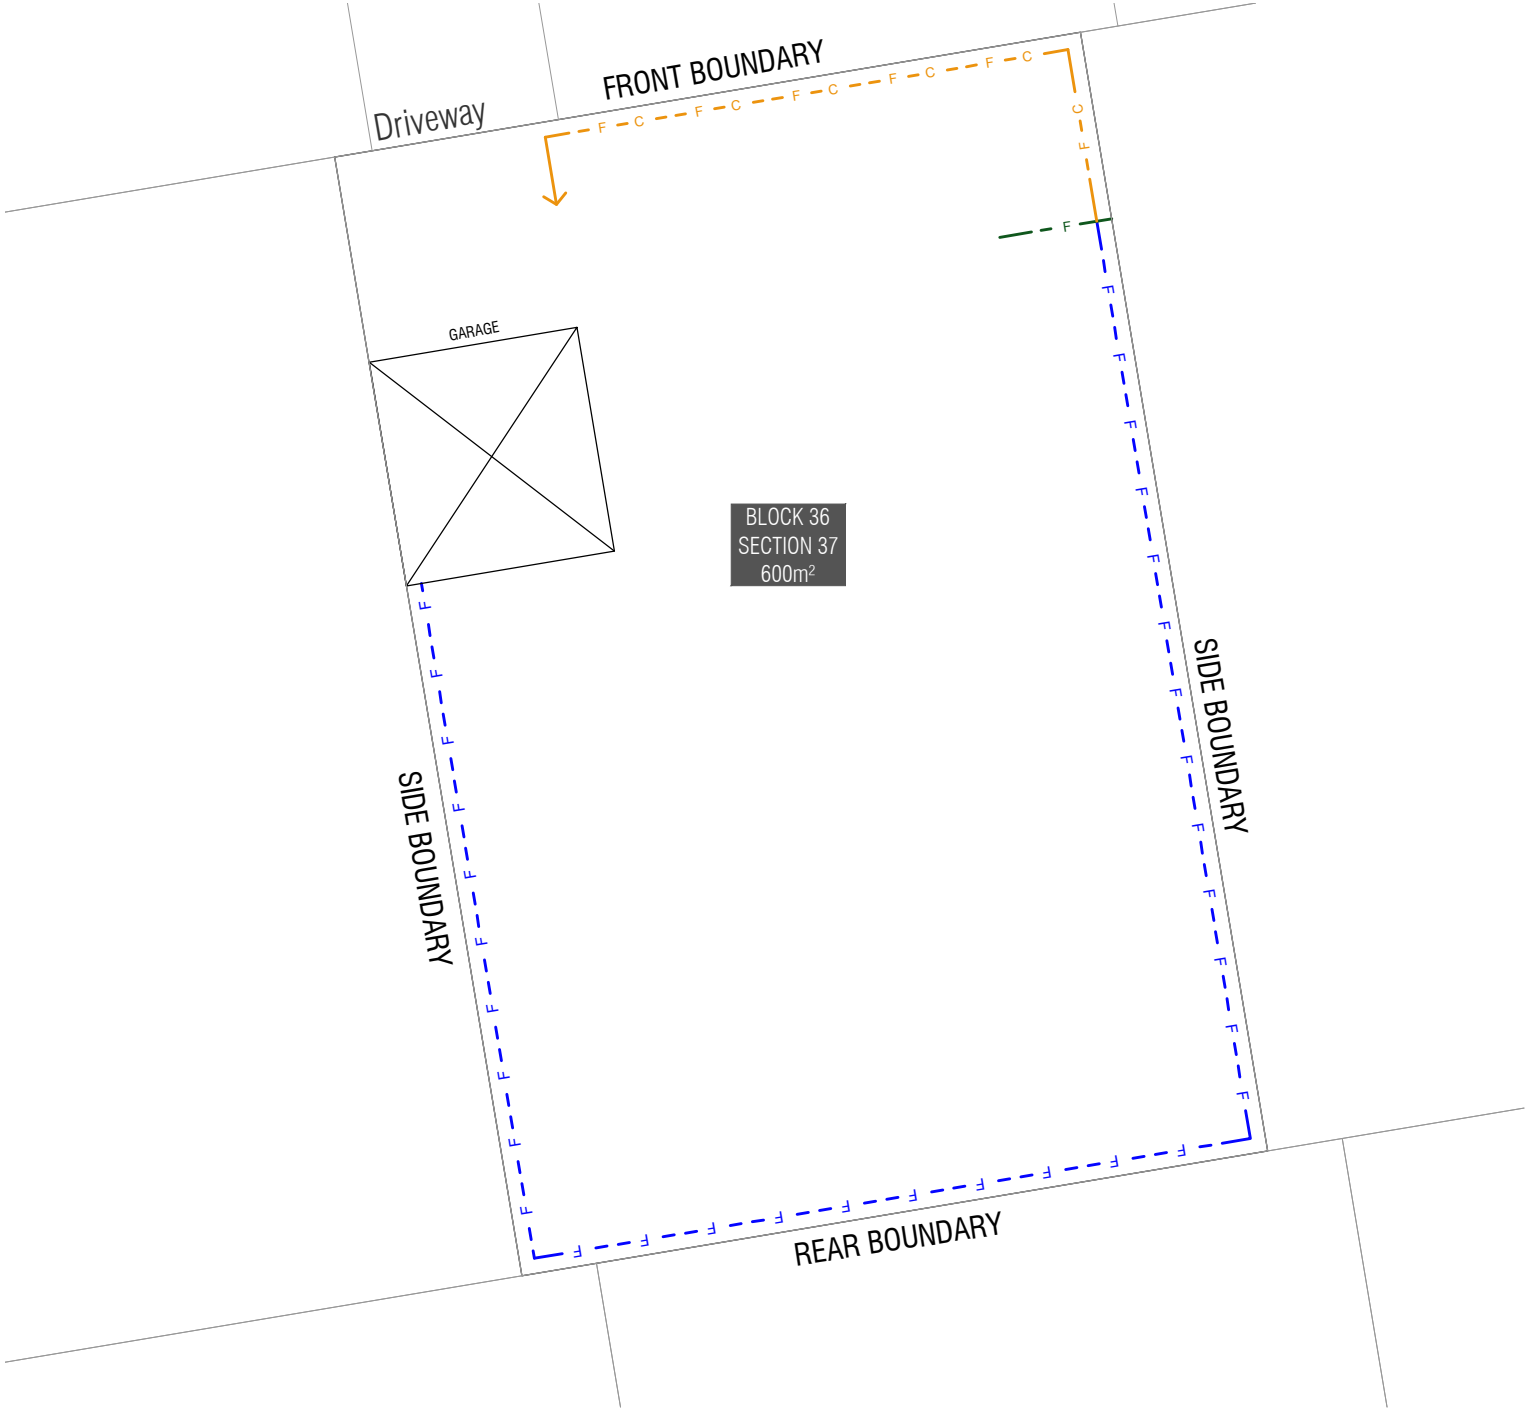 FRONT BOUNDARY
Driveway
F C F C F C F C F C
C F
F
GARAGE
BLOCK 36
SECTION 37
600m²
F F F F F F F F F F F F F
SIDE BOUNDARY
F F F F F F F F F F
SIDE BOUNDARY
F F F F F F F F F F
REAR BOUNDARY